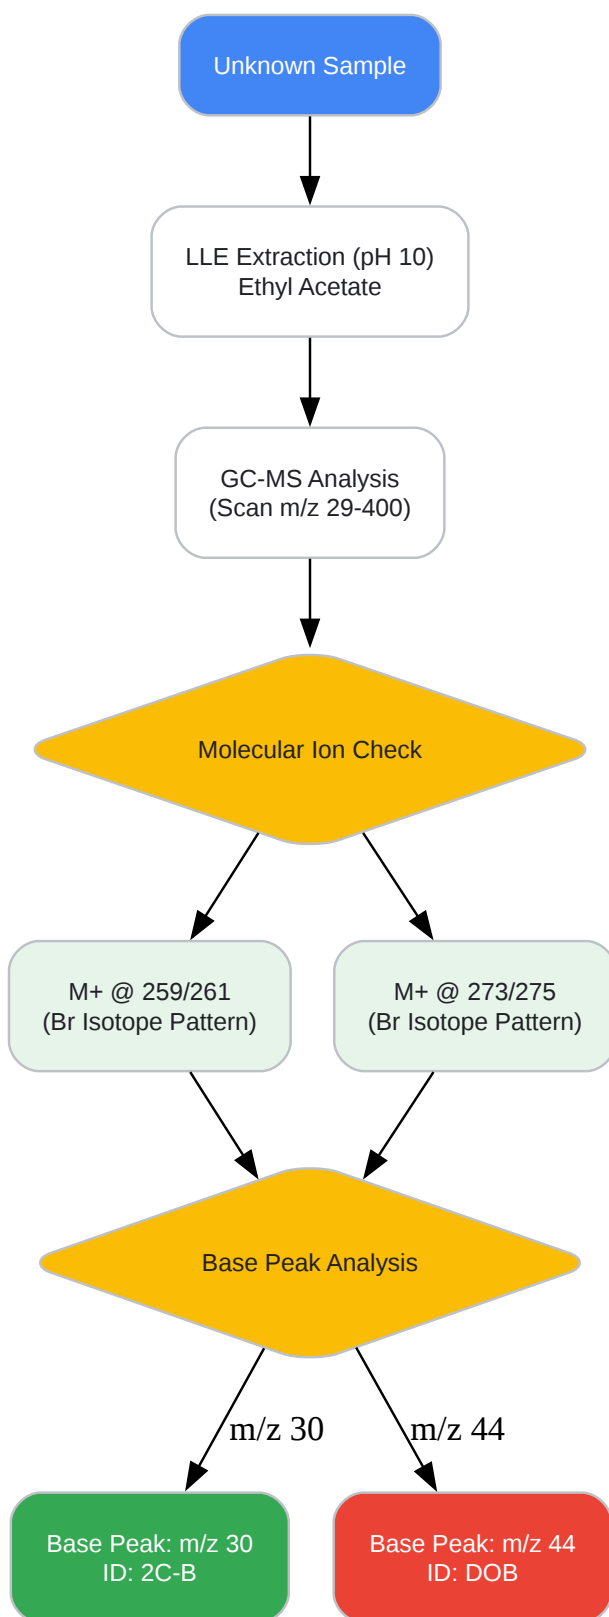 Unknown Sample
LLE Extraction (pH 10)
Ethyl Acetate
GC-MS Analysis
(Scan m/z 29-400)
Molecular Ion Check
M+ @ 259/261
(Br Isotope Pattern)
M+ @ 273/275
(Br Isotope Pattern)
Base Peak Analysis
m/z 30
m/z 44
Base Peak: m/z 30
ID: 2C-B
Base Peak: m/z 44
ID: DOB